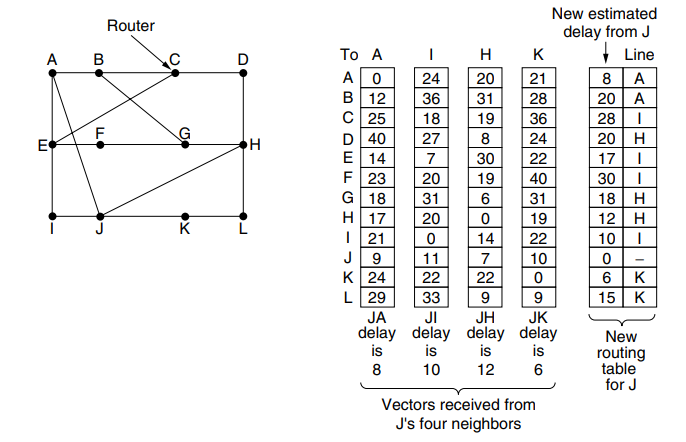 Router
A B C D
E F G H
I J K L
New estimated
delay from J
To A I H K Line
A 0 24 20 21 8 A
B 12 36 31 28 20 A
C 25 18 19 36 28 I
D 40 27 8 24 20 H
E 14 7 30 22 17 I
F 23 20 19 40 30 I
G 18 31 6 31 18 H
H 17 20 0 19 12 H
I 21 0 14 22 10 I
J 9 11 7 10 0 –
K 24 22 22 0 6 K
L 29 33 9 9 15 K
JA JI JH JK
delay delay delay delay
is is is is
8 10 12 6
New
routing
table
for J
Vectors received from
J's four neighbors